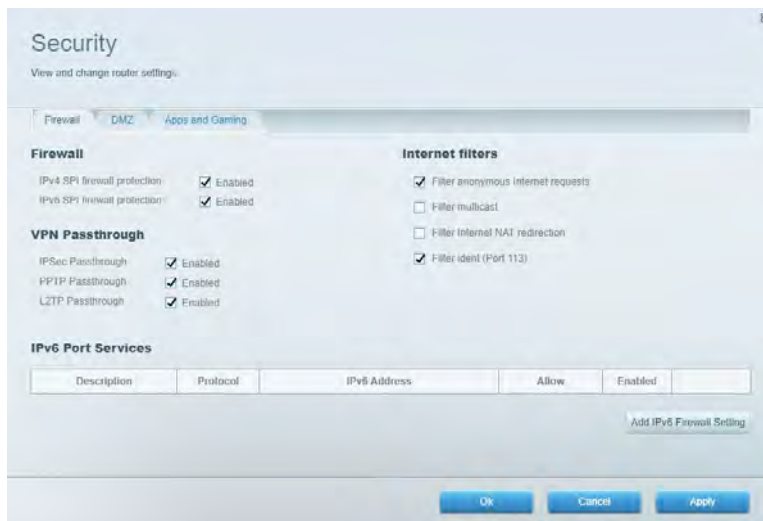 Security
View and change router settings.
Firewall
DMZ
Apps and Gaming
Firewall
IPv4 SPI firewall protection
Enabled
IPv6 SPI firewall protection
Enabled
VPN Passthrough
IPSec Passthrough
Enabled
PPTP Passthrough
Enabled
L2TP Passthrough
Enabled
Internet filters
Filter anonymous Internet requests
Filter multicast
Filter Internet NAT redirection
Filter ident (Port 113)
IPv6 Port Services
Description Protocol IPv6 Address Allow Enabled
Add IPv6 Firewall Setting
Ok
Cancel
Apply